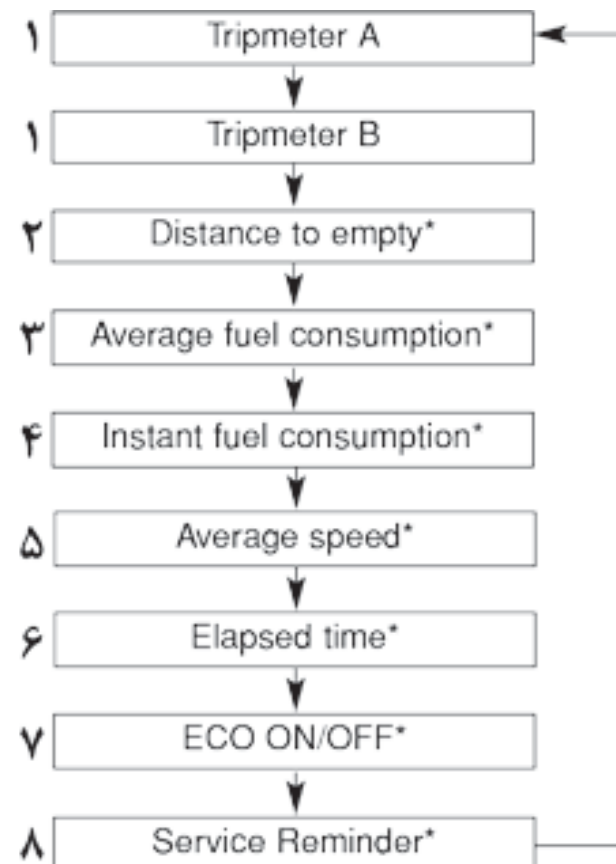 ۱ Tripmeter A
۱ Tripmeter B
۲ Distance to empty*
۳ Average fuel consumption*
۴ Instant fuel consumption*
۵ Average speed*
۶ Elapsed time*
۷ ECO ON/OFF*
۸ Service Reminder*